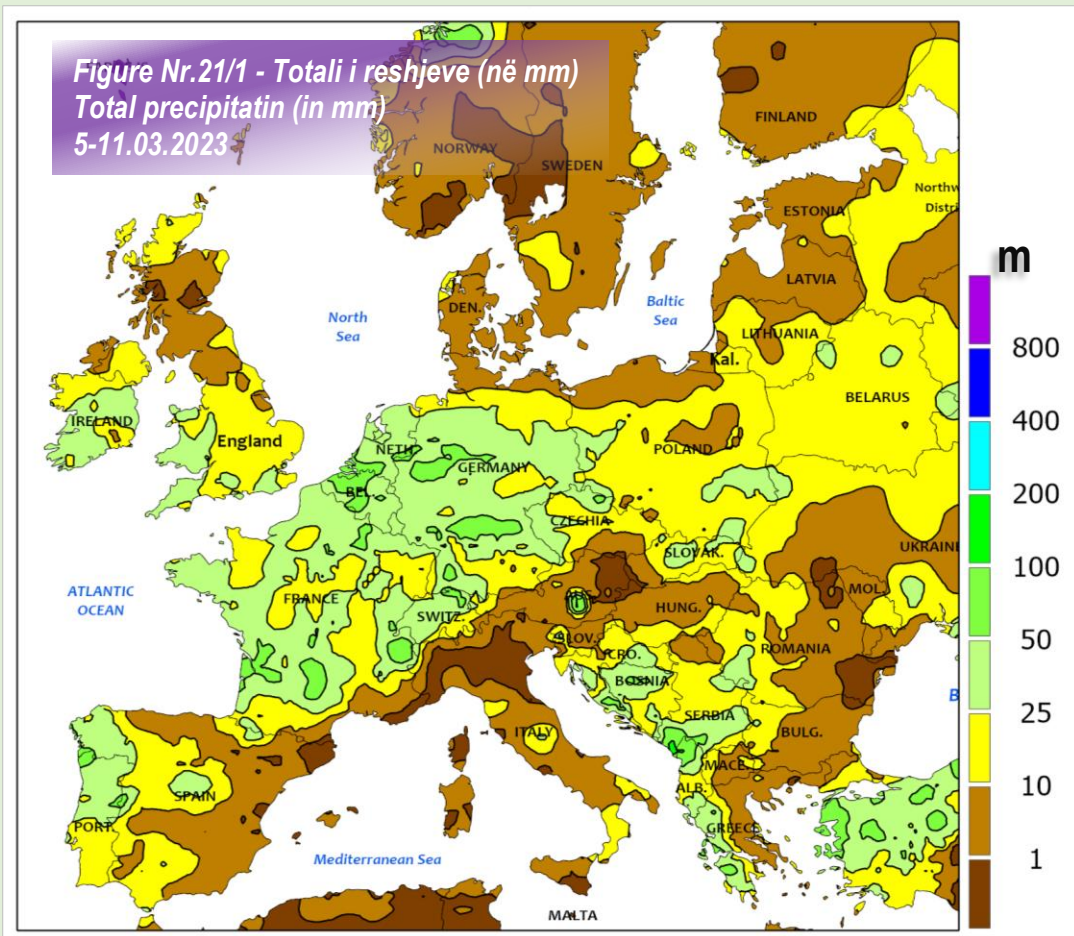 Figure Nr.21/1 - Totali i reshjeve (në mm)
Total precipitatin (in mm)
5-11.03.2023
FINLAND
NORWAY
SWEDEN
Northw
Distri
ESTONIA
m
LATVIA
DEN.
North
Sea
Baltic
Sea
LITHUANIA
Kal.
800
BELARUS
400
IRELAND
England
NETH.
POLAND
GERMANY
200
BEL.
CZECHIA
UKRAINE
SLOVAK.
100
ATLANTIC
OCEAN
FRANCE
AUS.
MOL.
HUNG.
SWITZ.
50
SLOV.
ROMANIA
CRO.
BOSNIA
B
25
SERBIA
ITALY
BULG.
MACE.
10
SPAIN
ALB.
PORT.
GREECE
1
Mediterranean Sea
MALTA